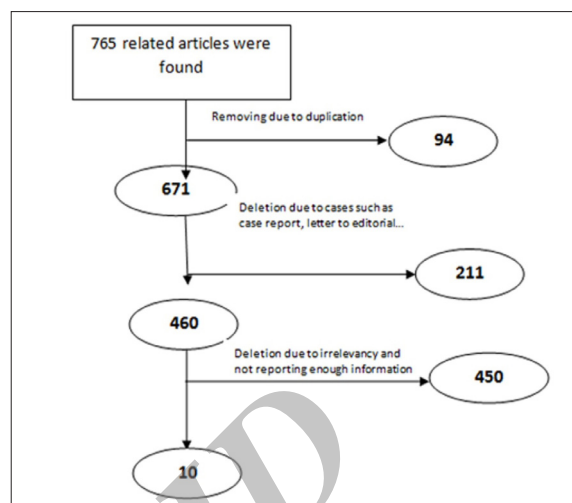 765 related articles were
found
Removing due to duplication
94
671
Deletion due to cases such as
case report, letter to editorial...
211
460
Deletion due to irrelevancy and
not reporting enough information
450
10